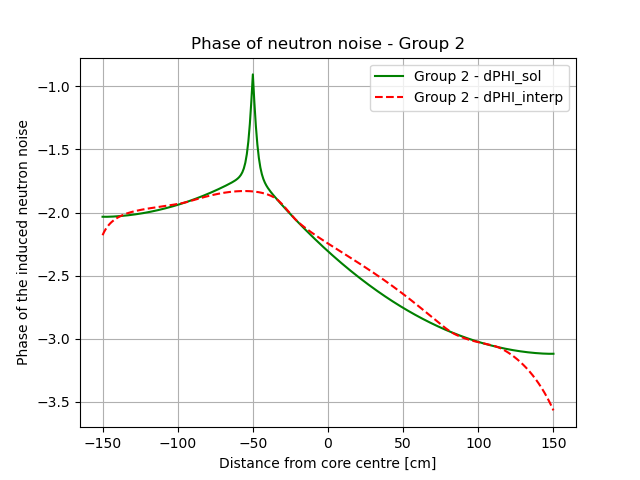 Phase of neutron noise - Group 2
Group 2 - dPHI_sol
Group 2 - dPHI_interp
Phase of the induced neutron noise
−1.0
−1.5
−2.0
−2.5
−3.0
−3.5
−150
−100
−50
0
50
100
150
Distance from core centre [cm]